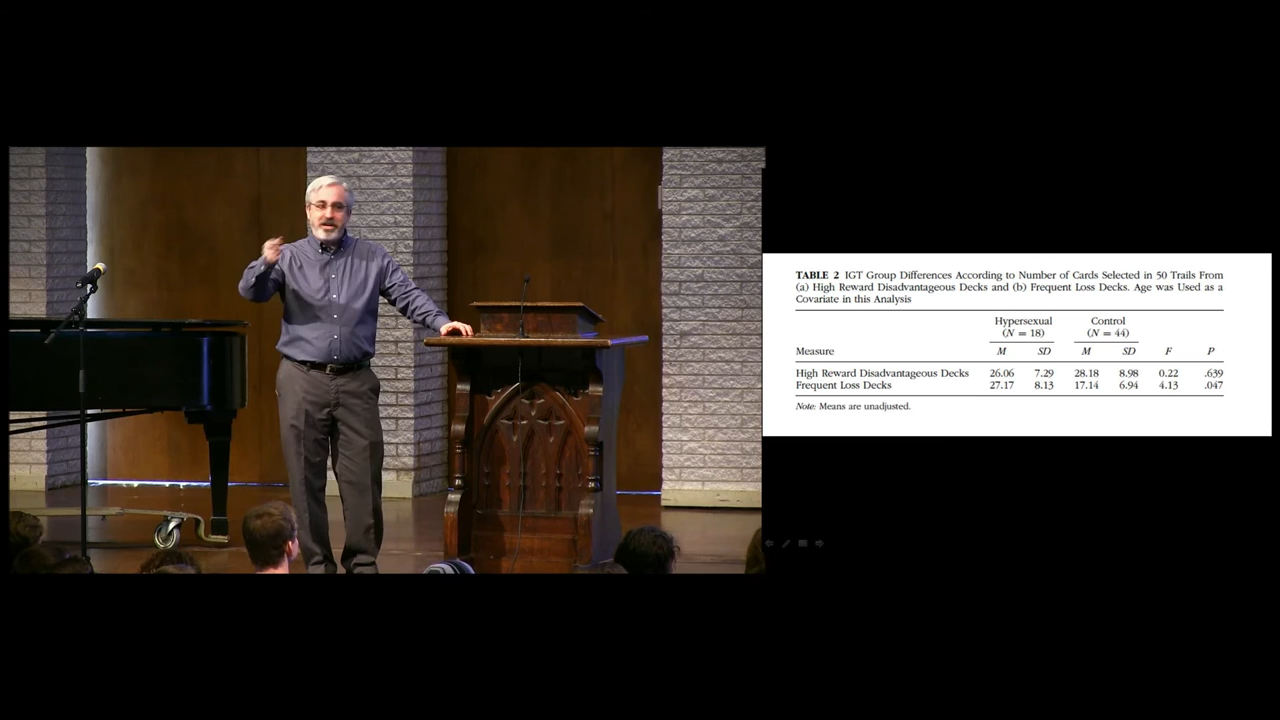 TABLE 2 IGT Group Differences According to Number of Cards Selected in 50 Trails From
(a) High Reward Disadvantageous Decks and (b) Frequent Loss Decks. Age was Used as a
Covariate in this Analysis
Hypersexual Control
(N = 18) (N = 44)
Measure M SD M SD F P
High Reward Disadvantageous Decks 26.06 7.29 28.18 8.98 0.22 .639
Frequent Loss Decks 27.17 8.13 17.14 6.94 4.13 .047
Note: Means are unadjusted.